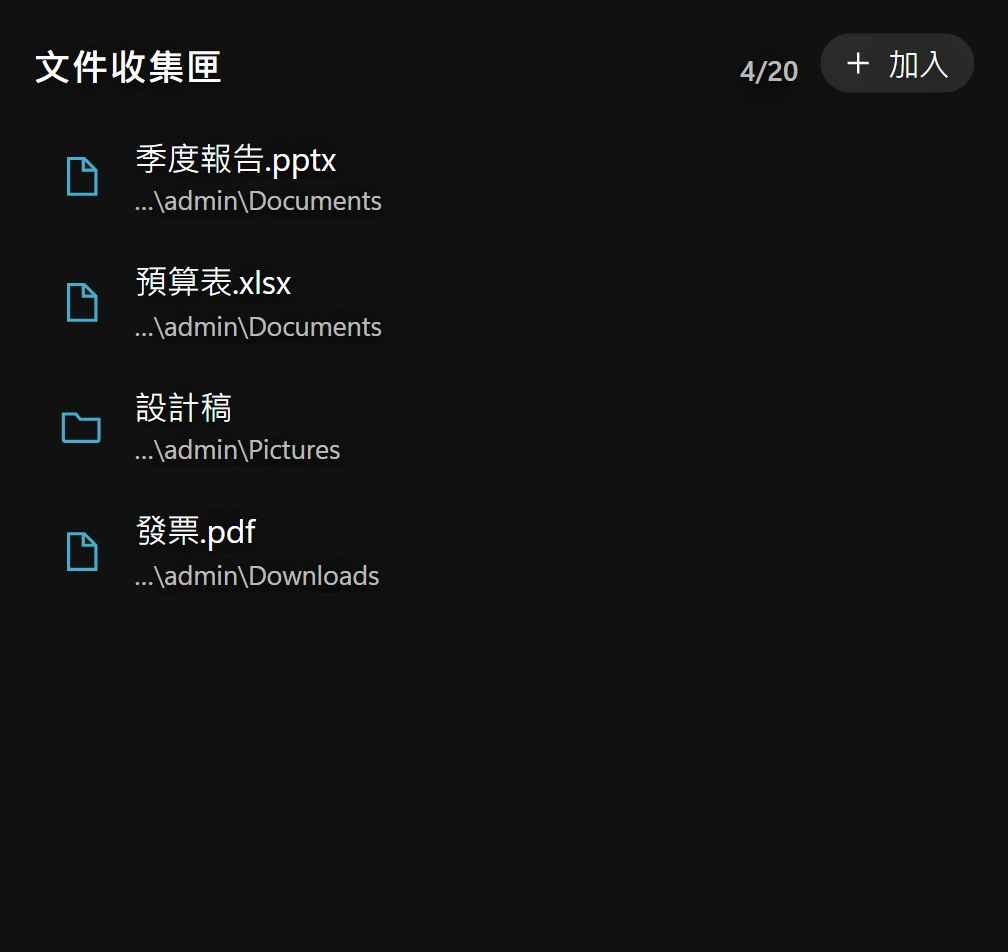 文件收集匣
4/20
加入
季度報告.pptx
...\admin\Documents
預算表.xlsx
...\admin\Documents
設計稿
...\admin\Pictures
發票.pdf
...\admin\Downloads